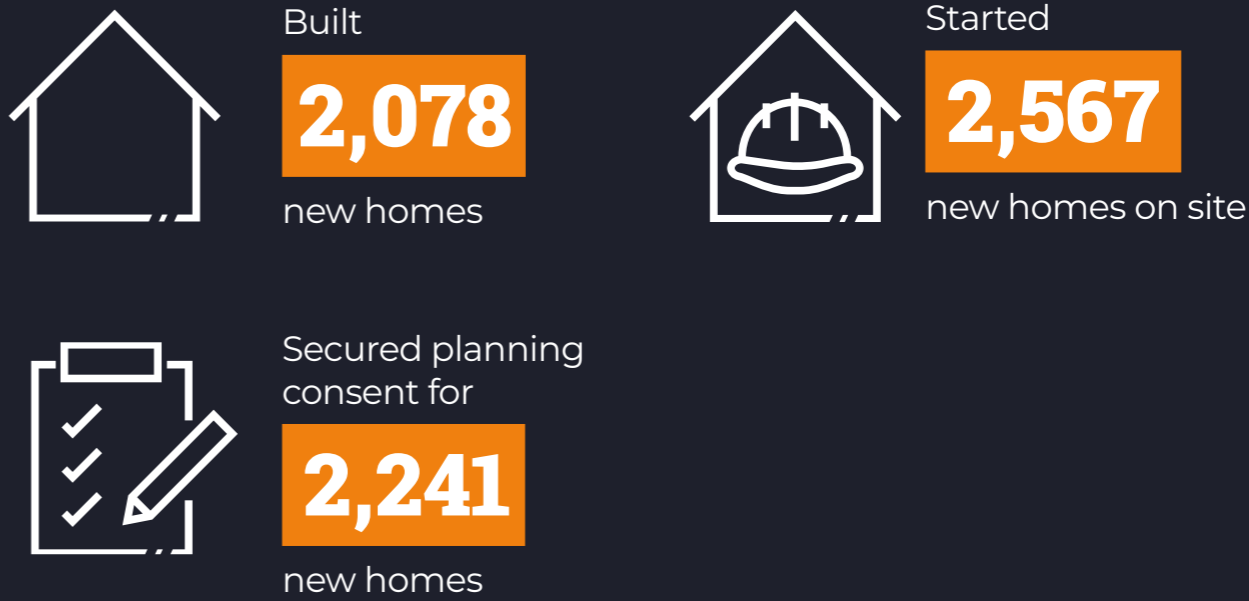 Built
2,078
new homes
Started
2,567
new homes on site
Secured planning
consent for
2,241
new homes